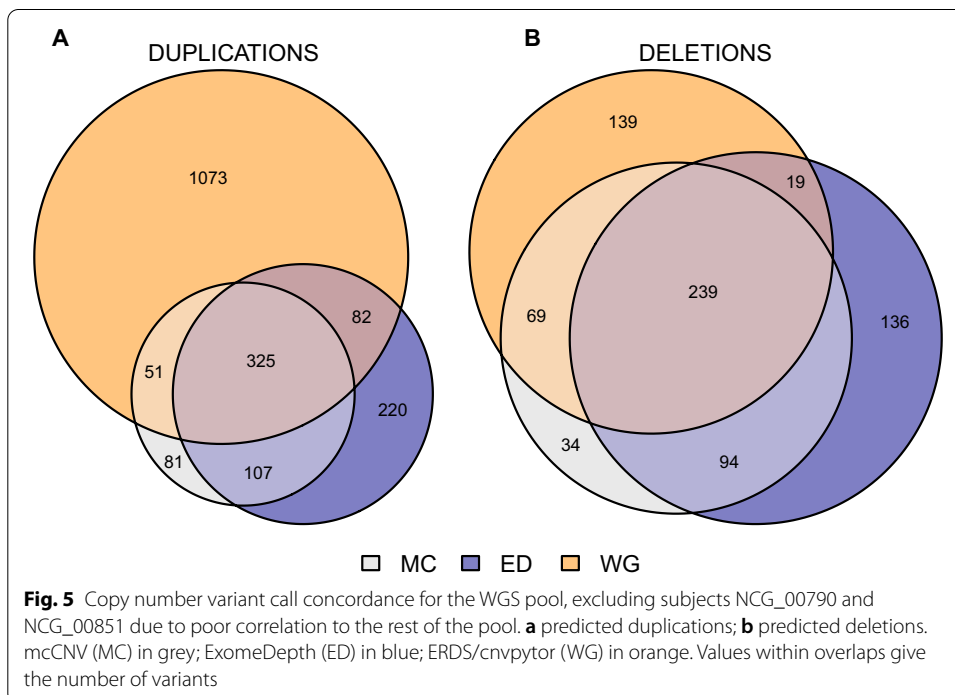 A
B
DUPLICATIONS
DELETIONS
1073
82
325
51
220
81
107
139
19
239
69
136
34
94
MC ED WG
Fig. 5 Copy number variant call concordance for the WGS pool, excluding subjects NCG_00790 and
NCG_00851 due to poor correlation to the rest of the pool. a predicted duplications; b predicted deletions.
mcCNV (MC) in grey; ExomeDepth (ED) in blue; ERDS/cnvpytor (WG) in orange. Values within overlaps give
the number of variants